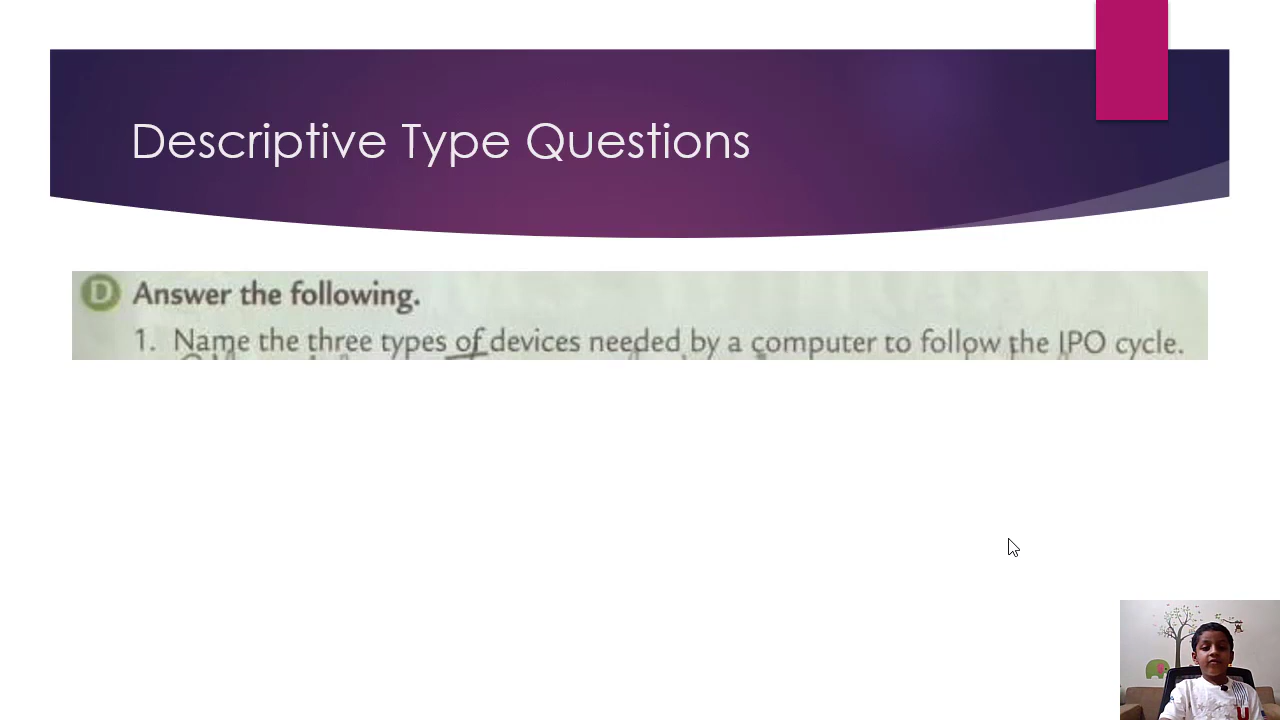 Descriptive Type Questions
D Answer the following.
1. Name the three types of devices needed by a computer to follow the IPO cycle.